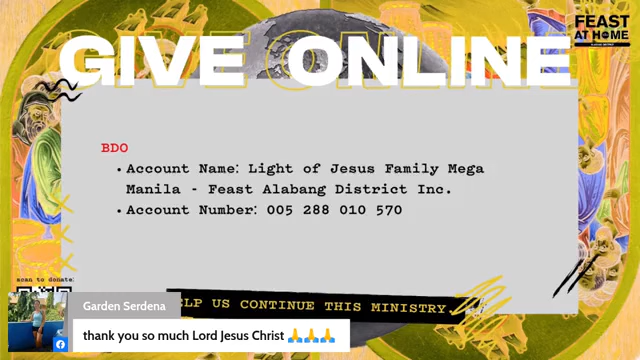 FEAST
AT HOME
GIVE ONLINE
BDO
• Account Name: Light of Jesus Family Mega
Manila - Feast Alabang District Inc.
• Account Number: 005 288 010 570
scan to donate:
ELP US CONTINUE THIS MINISTRY.
Garden Serdena
thank you so much Lord Jesus Christ 🙏🙏🙏